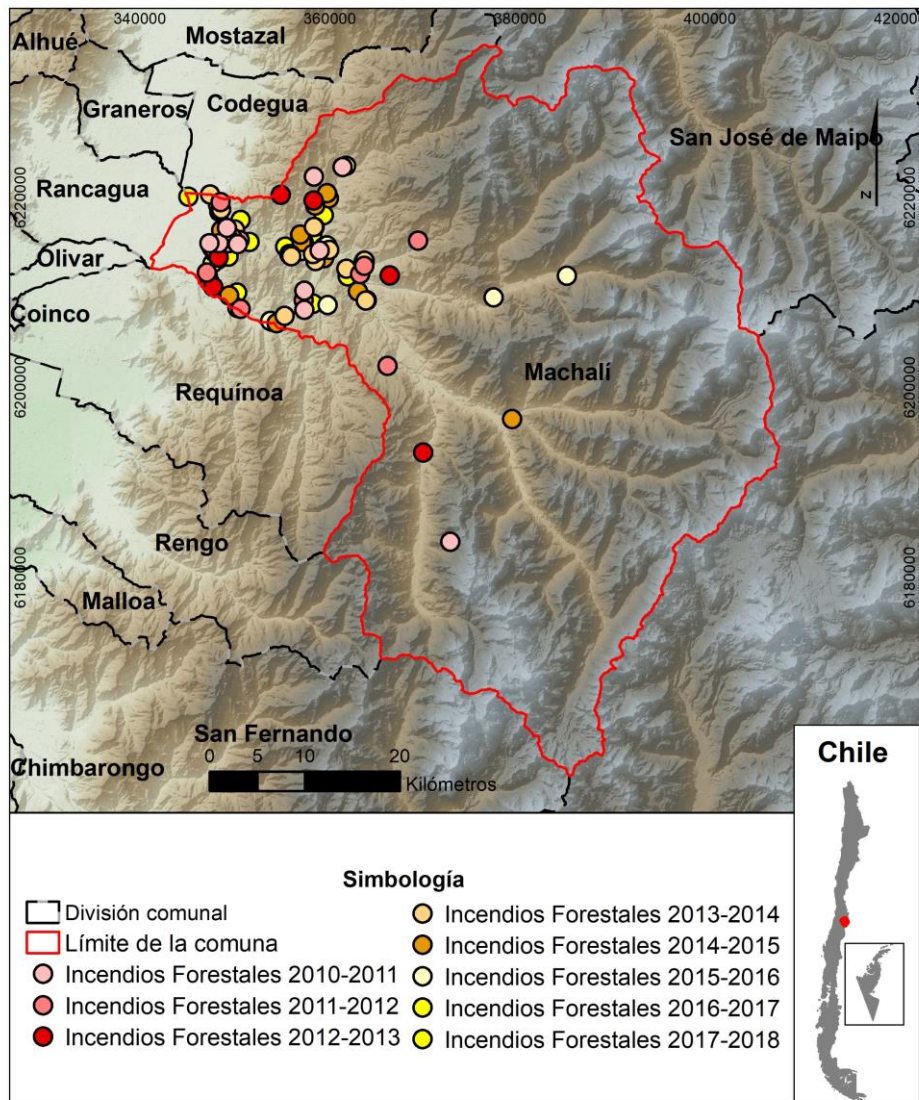 340000 360000 380000 400000 420000
Alhué
Mostazal
Graneros
Codegua
San José de Maipo
Rancagua
N
6220000
6220000
Olivar
Coinco
Machalí
Requínoa
6200000
6200000
Rengo
6180000
6180000
Malloa
San Fernando
0 5 10 20
Kilómetros
Chimbarongo
Chile
Simbología
División comunal
Límite de la comuna
Incendios Forestales 2010-2011
Incendios Forestales 2011-2012
Incendios Forestales 2012-2013
Incendios Forestales 2013-2014
Incendios Forestales 2014-2015
Incendios Forestales 2015-2016
Incendios Forestales 2016-2017
Incendios Forestales 2017-2018